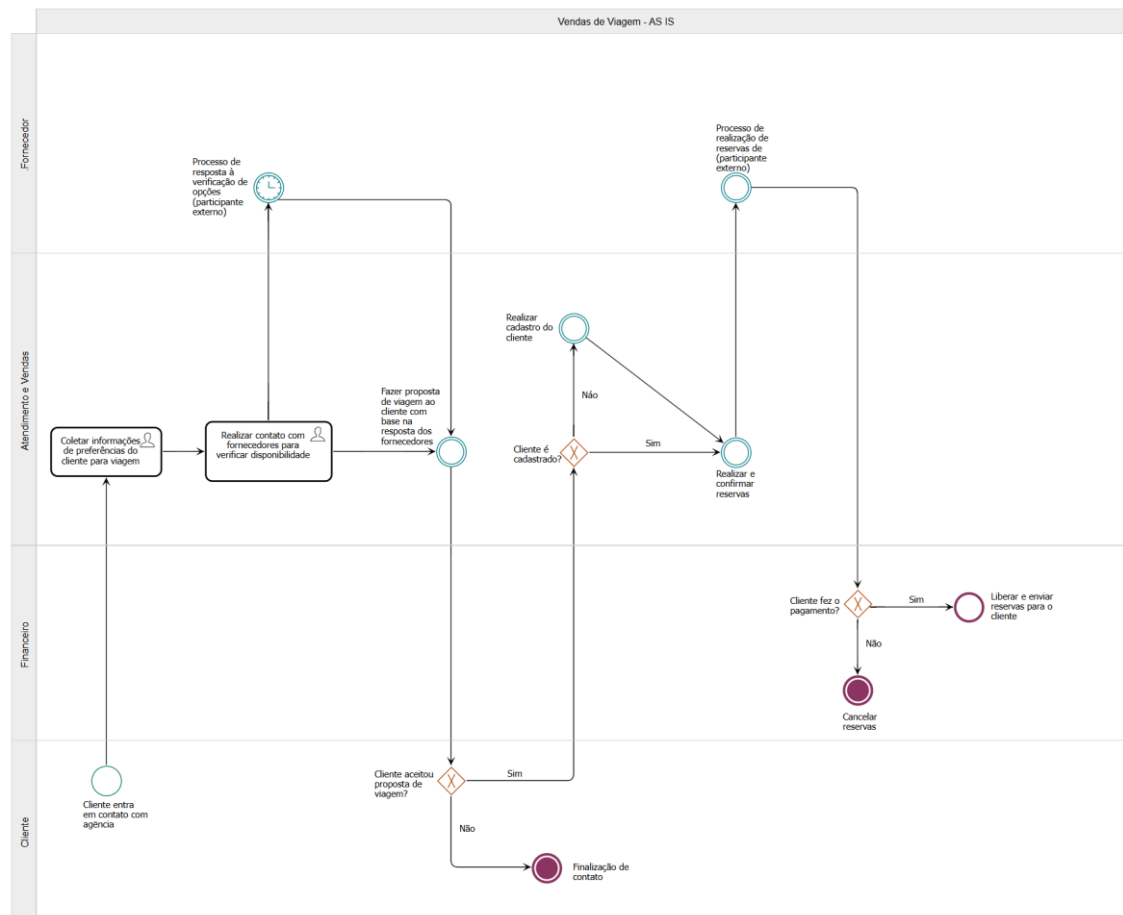 Vendas de Viagem - AS IS
Fornecedor
Processo de
resposta à
verificação de
opções
(participante
externo)
Processo de
realização de
reservas de
(participante
externo)
Atendimento e Vendas
Coletar informações
de preferências do
cliente para viagem
Realizar contato com
fornecedores para
verificar disponibilidade
Fazer proposta
de viagem ao
cliente com
base na
resposta dos
fornecedores
Realizar
cadastro do
cliente
Náo
Cliente é
cadastrado?
Sim
Realizar e
confirmar
reservas
Financeiro
Cliente fez o
pagamento?
Sim
Liberar e enviar
reservas para o
cliente
Não
Cancelar
reservas
Cliente
Cliente entra
em contato com
agência
Cliente aceitou
proposta de
viagem?
Sim
Não
Finalização de
contato